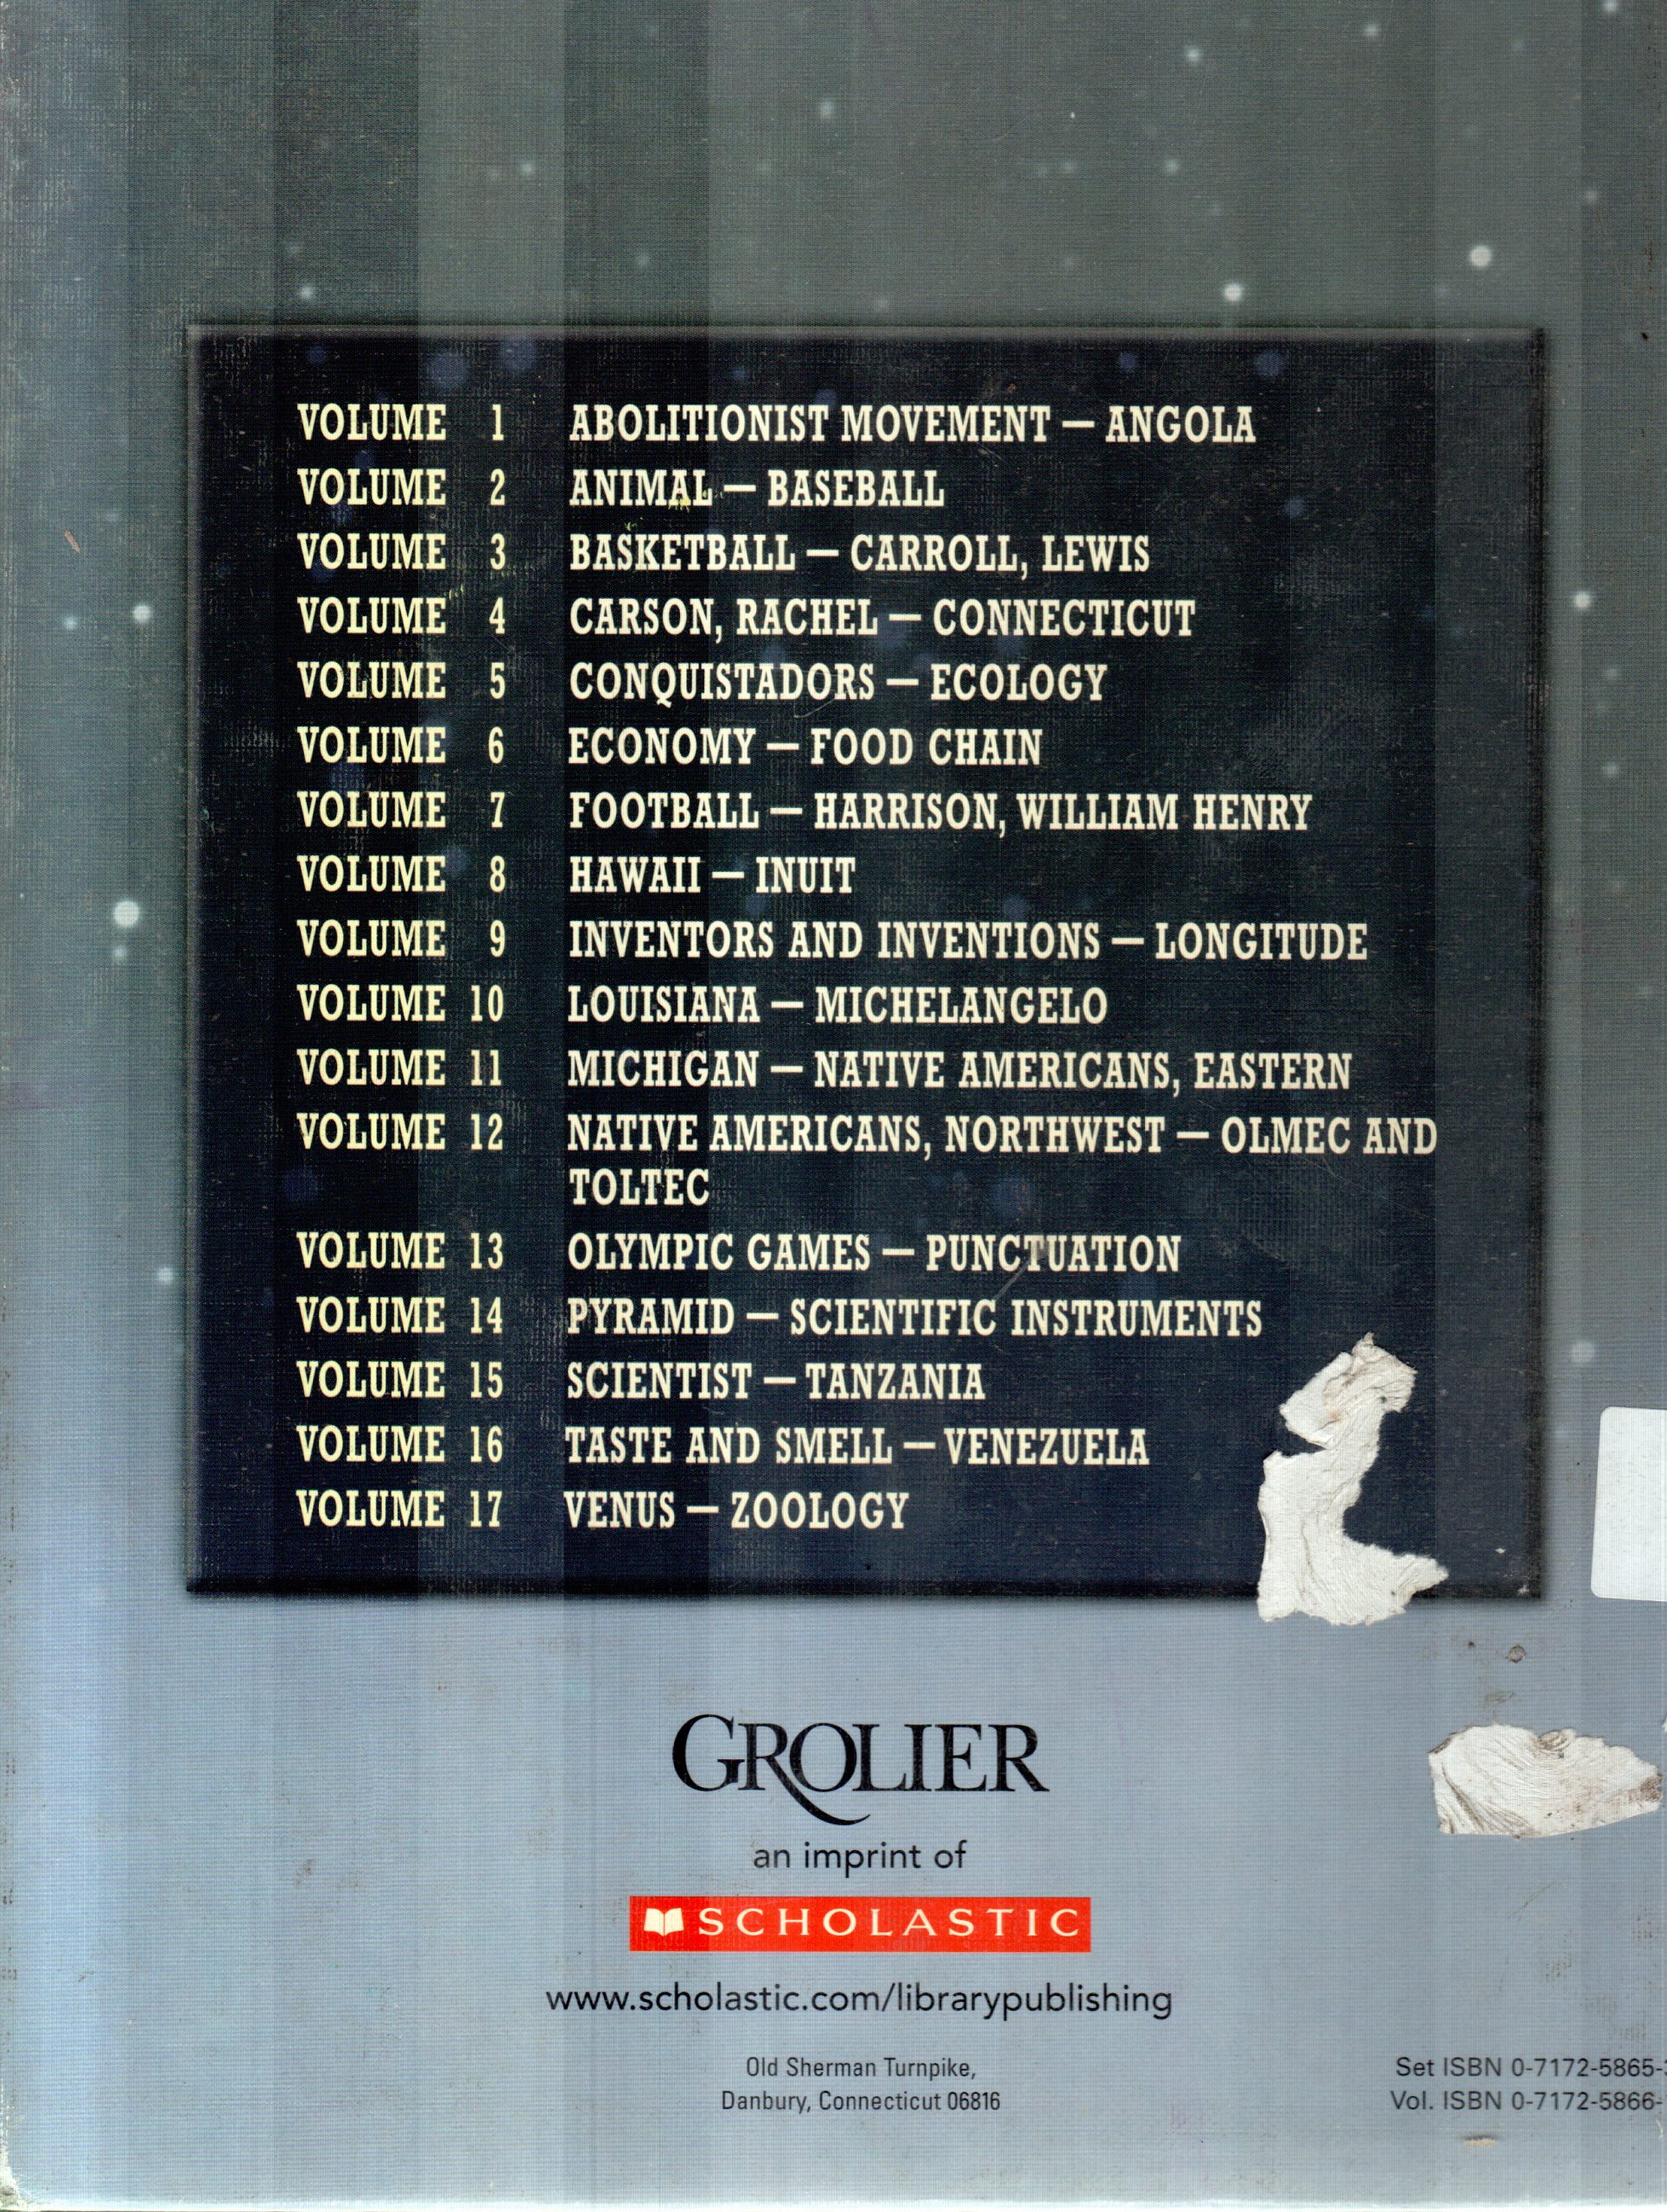 VOLUME 1 ABOLITIONIST MOVEMENT — ANGOLA
VOLUME 2 ANIMAL — BASEBALL
VOLUME 3 BASKETBALL — CARROLL, LEWIS
VOLUME 4 CARSON, RACHEL — CONNECTICUT
VOLUME 5 CONQUISTADORS — ECOLOGY
VOLUME 6 ECONOMY — FOOD CHAIN
VOLUME 7 FOOTBALL — HARRISON, WILLIAM HENRY
VOLUME 8 HAWAII — INUIT
VOLUME 9 INVENTORS AND INVENTIONS — LONGITUDE
VOLUME 10 LOUISIANA — MICHELANGELO
VOLUME 11 MICHIGAN — NATIVE AMERICANS, EASTERN
VOLUME 12 NATIVE AMERICANS, NORTHWEST — OLMEC AND
TOLTEC
VOLUME 13 OLYMPIC GAMES — PUNCTUATION
VOLUME 14 PYRAMID — SCIENTIFIC INSTRUMENTS
VOLUME 15 SCIENTIST — TANZANIA
VOLUME 16 TASTE AND SMELL — VENEZUELA
VOLUME 17 VENUS — ZOOLOGY
GROLIER
an imprint of
SCHOLASTIC
www.scholastic.com/librarypublishing
Old Sherman Turnpike,
Danbury, Connecticut 06816
Set ISBN 0-7172-5865-
Vol. ISBN 0-7172-5866-